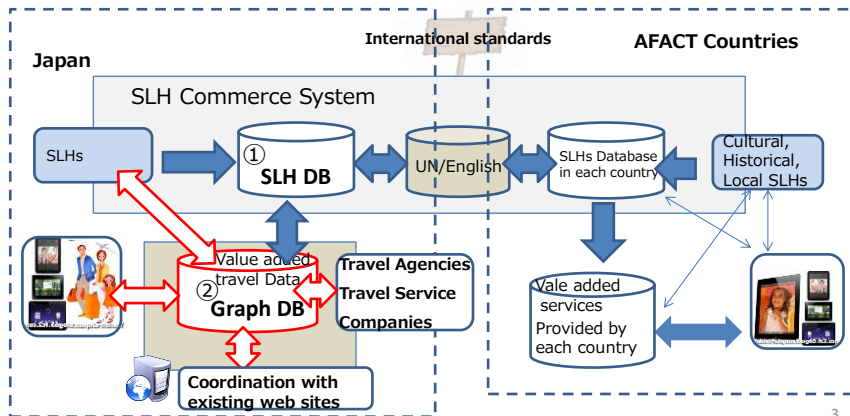 International standards
AFACT Countries
Japan
SLH Commerce System
SLHs
①
SLH DB
UN/English
SLHs Database
in each country
Cultural,
Historical,
Local SLHs
Value added
travel Data
②
Graph DB
Travel Agencies
Travel Service
Companies
Vale added
services
Provided by
each country
Coordination with
existing web sites
3